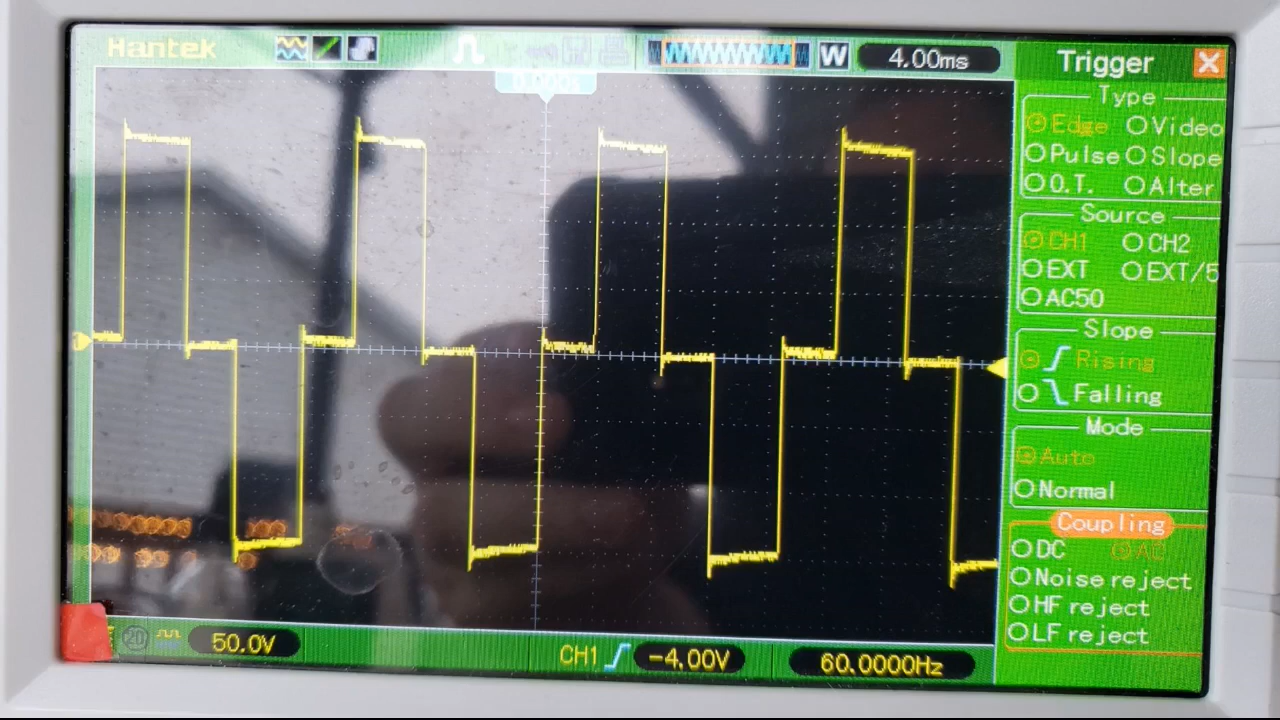 Hantek
W 4.00ms
Trigger
Type
Edge Video
Pulse Slope
O.T. Alter
Source
CH1 CH2
EXT EXT/5
AC50
Slope
Rising
Falling
Mode
Auto
Normal
Coupling
DC AC
Noise reject
HF reject
LF reject
20 50.0V CH1 -4.00V 60.0000Hz